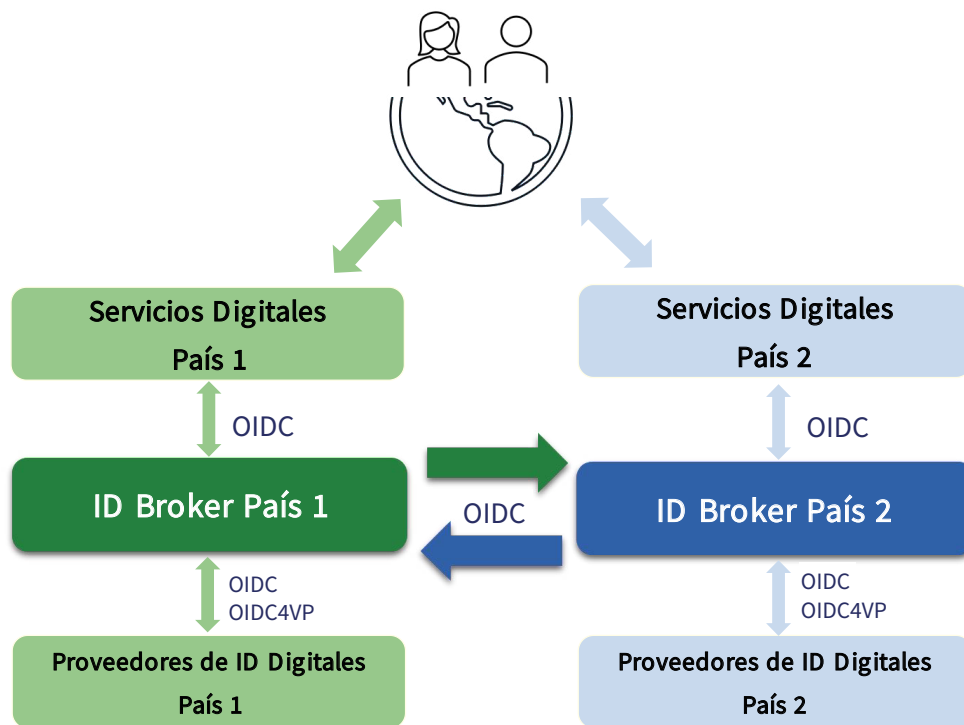 Servicios Digitales
País 1
Servicios Digitales
País 2
OIDC
OIDC
ID Broker País 1
OIDC
ID Broker País 2
OIDC
OIDC4VP
OIDC
OIDC4VP
Proveedores de ID Digitales
País 1
Proveedores de ID Digitales
País 2